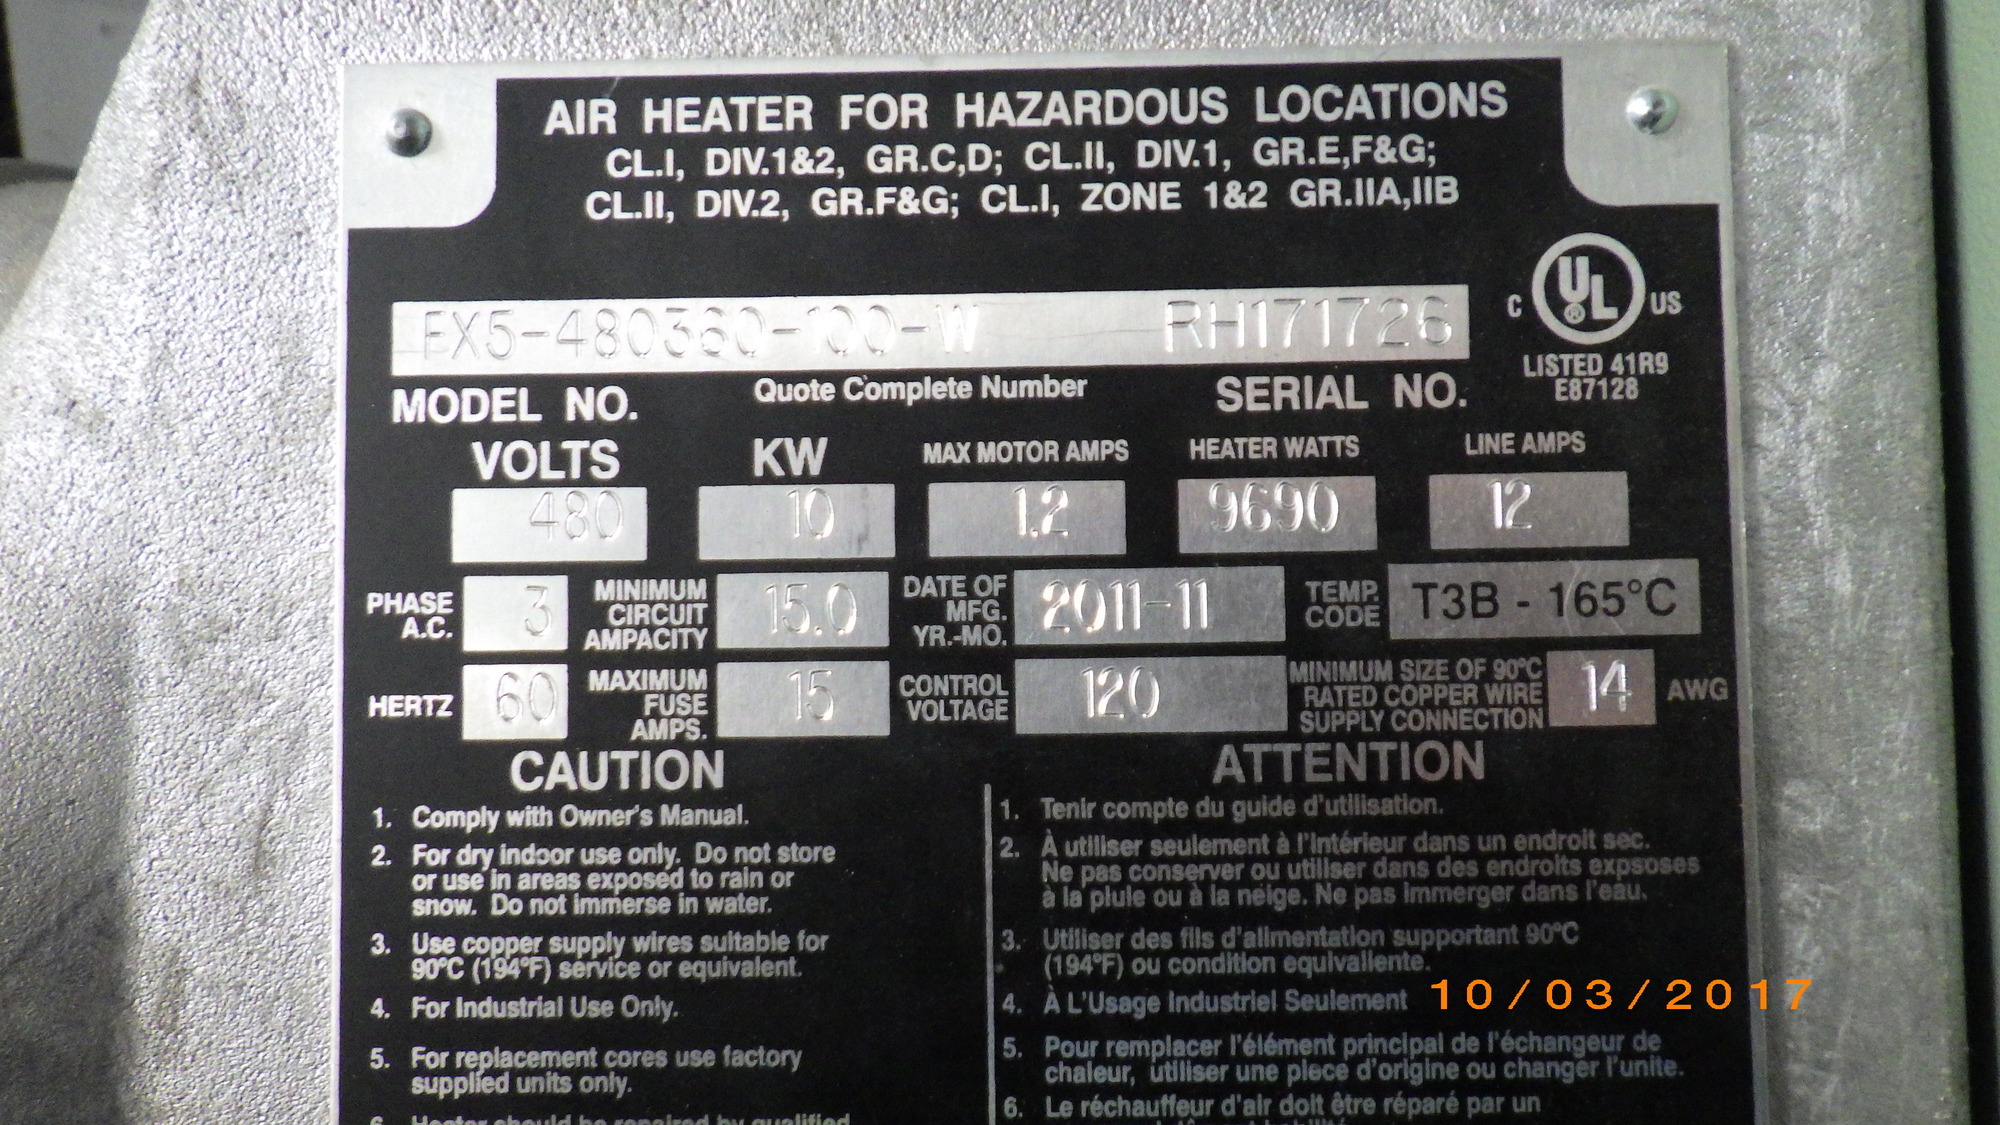 AIR HEATER FOR HAZARDOUS LOCATIONS
CL.I, DIV.1&2, GR.C,D; CL.II, DIV.1, GR.E,F&G;
CL.II, DIV.2, GR.F&G; CL.I, ZONE 1&2 GR.IIA,IIB
C UL ® US
LISTED 41R9
E87128
FX5-480360-100-W RH171726
MODEL NO. Quote Complete Number SERIAL NO.
VOLTS KW MAX MOTOR AMPS HEATER WATTS LINE AMPS
480 10 1.2 9690 12
PHASE A.C. 3 MINIMUM CIRCUIT AMPACITY 15.0 DATE OF MFG. YR.-MO. 2011-11 TEMP. CODE T3B - 165°C
HERTZ 60 MAXIMUM FUSE AMPS. 15 CONTROL VOLTAGE 120 MINIMUM SIZE OF 90°C RATED COPPER WIRE SUPPLY CONNECTION 14 AWG
CAUTION
1. Comply with Owner's Manual.
2. For dry indoor use only. Do not store
or use in areas exposed to rain or
snow. Do not immerse in water.
3. Use copper supply wires suitable for
90°C (194°F) service or equivalent.
4. For Industrial Use Only.
5. For replacement cores use factory
supplied units only.
6. Heater should be repaired by qualified
ATTENTION
1. Tenir compte du guide d'utilisation.
2. À utiliser seulement à l'intérieur dans un endroit sec.
Ne pas conserver ou utiliser dans des endroits expsoses
à la pluie ou à la neige. Ne pas immerger dans l'eau.
3. Utiliser des fils d'alimentation supportant 90°C
(194°F) ou condition equivallente.
4. À L'Usage Industriel Seulement
5. Pour remplacer l'élément principal de l'échangeur de
chaleur, utiliser une piece d'origine ou changer l'unite.
6. Le réchauffeur d'air doit être réparé par un
10/03/2017